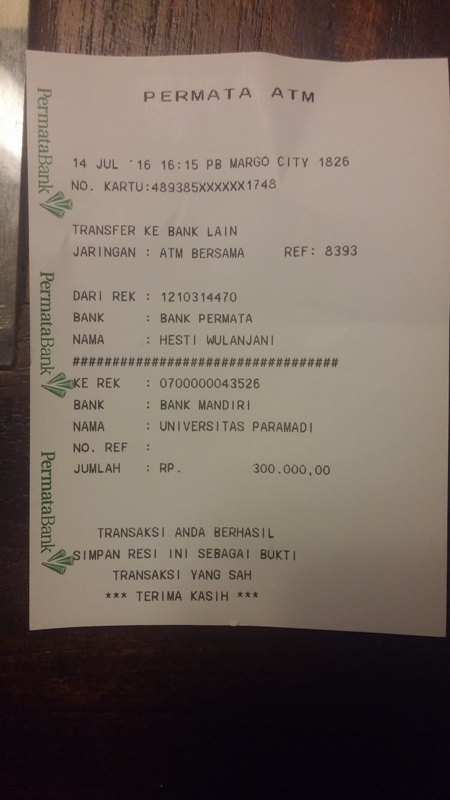 PERMATA ATM
14 JUL '16 16:15 PB MARGO CITY 1826
NO. KARTU:489385XXXXXX1748
TRANSFER KE BANK LAIN
JARINGAN : ATM BERSAMA REF: 8393
DARI REK : 1210314470
BANK : BANK PERMATA
NAMA : HESTI WULANJANI
##################################
KE REK : 0700000043526
BANK : BANK MANDIRI
NAMA : UNIVERSITAS PARAMADI
NO. REF :
JUMLAH : RP. 300.000,00
TRANSAKSI ANDA BERHASIL
SIMPAN RESI INI SEBAGAI BUKTI
TRANSAKSI YANG SAH
*** TERIMA KASIH ***
PermataBank
PermataBank
PermataBank